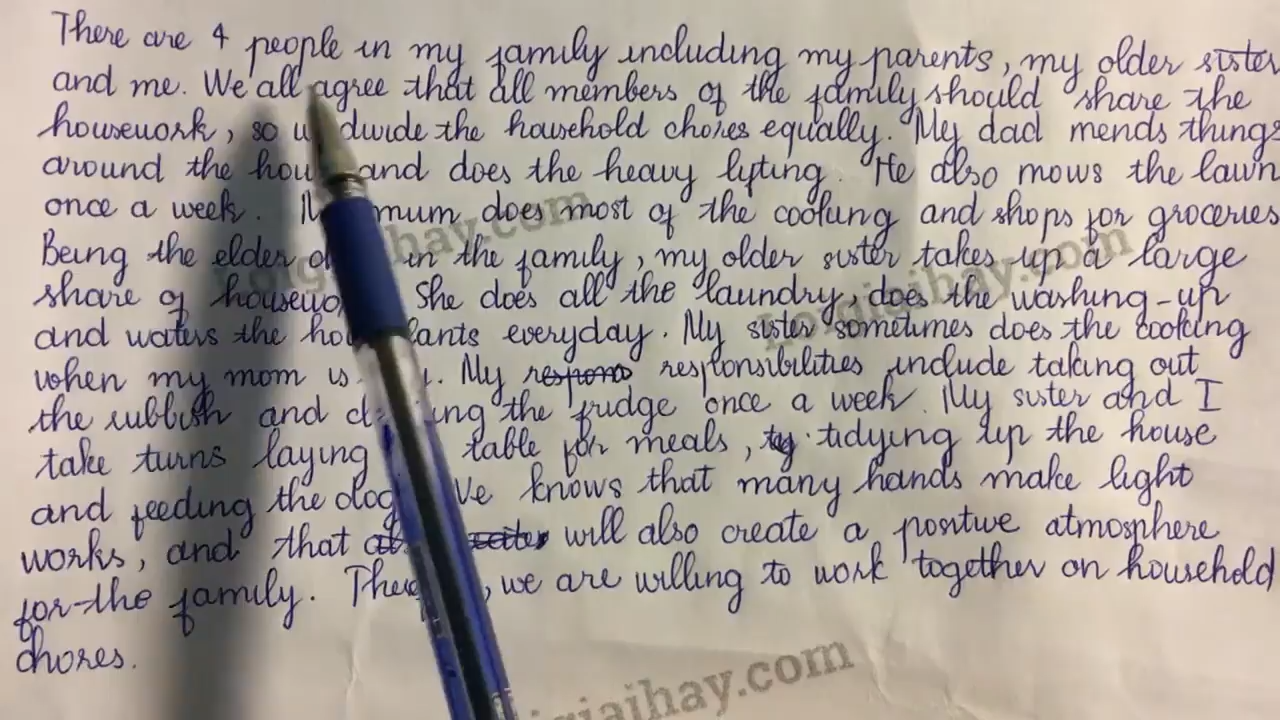 There are 4 people in my family including my parents, my older sister
and me. We all agree that all members of the family should share the
housework, so divide the household chores equally. My dad mends things
around the and does the heavy lifting. He also mows the lawn
once a week. mum does most of the cooking and shops for groceries
Being the elder in the family, my older sister takes up a large
share of She does all the laundry, does the washing-up
and waters the everyday. My sister sometimes does the cooking
when my mom is My respons responsibilities include taking out
the rubbish and the fridge once a week. My sister and I
take turns laying table for meals, ty tidying up the house
and feeding the dog knows that many hands make light
works, and that will also create a positive atmosphere
for the family. we are willing to work together on household
chores.
loigiaihay.com
loigiaihay.com
loigiaihay.com